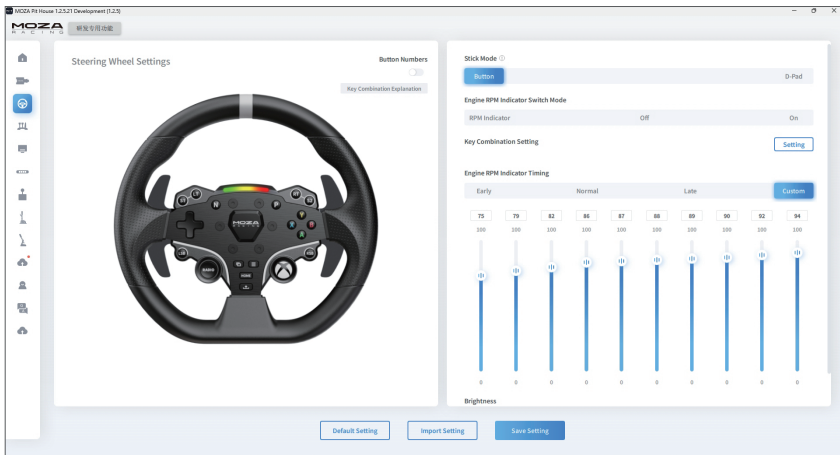 MOZA Pit House 1.2.5.21 Development (1.2.5)
MOZA
RACING
研发专用功能
Steering Wheel Settings
Button Numbers
Key Combination Explanation
N
P
MOZA
RADIO
Stick Mode
Button D-Pad
Engine RPM Indicator Switch Mode
RPM Indicator Off On
Key Combination Setting
Setting
Engine RPM Indicator Timing
Early Normal Late Custom
75 79 82 86 87 88 89 90 92 94
100 100 100 100 100 100 100 100 100 100
0 0 0 0 0 0 0 0 0 0
Brightness
Default Setting Import Setting Save Setting